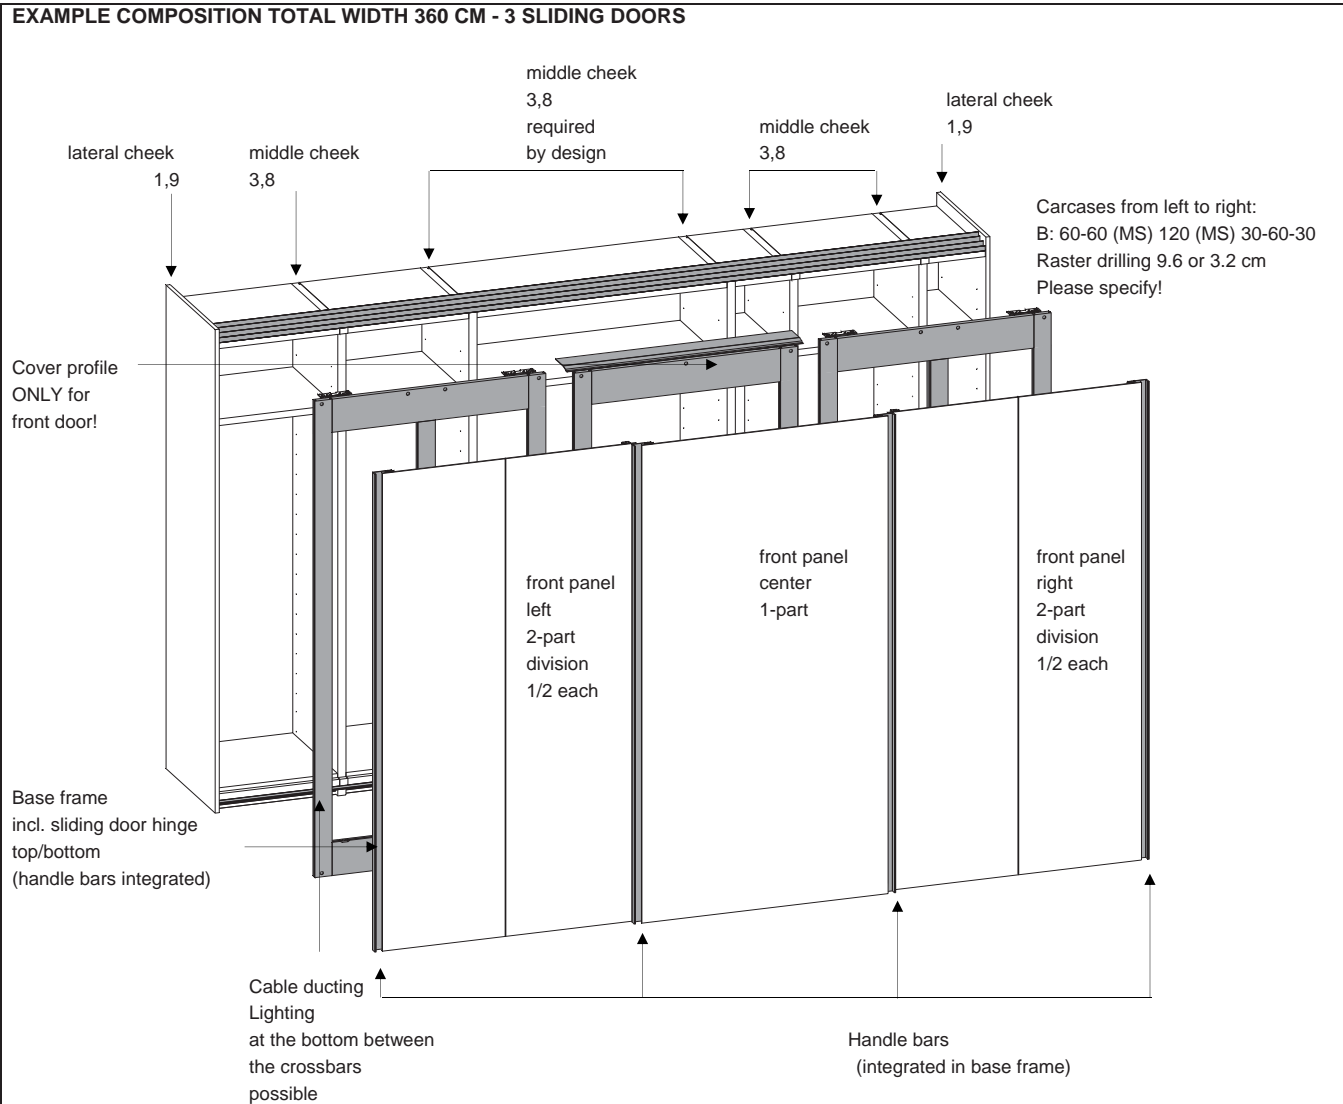 EXAMPLE COMPOSITION TOTAL WIDTH 360 CM - 3 SLIDING DOORS
middle cheek
3,8
required
by design
lateral cheek
1,9
middle cheek
3,8
lateral cheek
1,9
middle cheek
3,8
Carcases from left to right:
B: 60-60 (MS) 120 (MS) 30-60-30
Raster drilling 9.6 or 3.2 cm
Please specify!
Cover profile
ONLY for
front door!
front panel
left
2-part
division
1/2 each
front panel
center
1-part
front panel
right
2-part
division
1/2 each
Base frame
incl. sliding door hinge
top/bottom
(handle bars integrated)
Cable ducting
Lighting
at the bottom between
the crossbars
possible
Handle bars
(integrated in base frame)